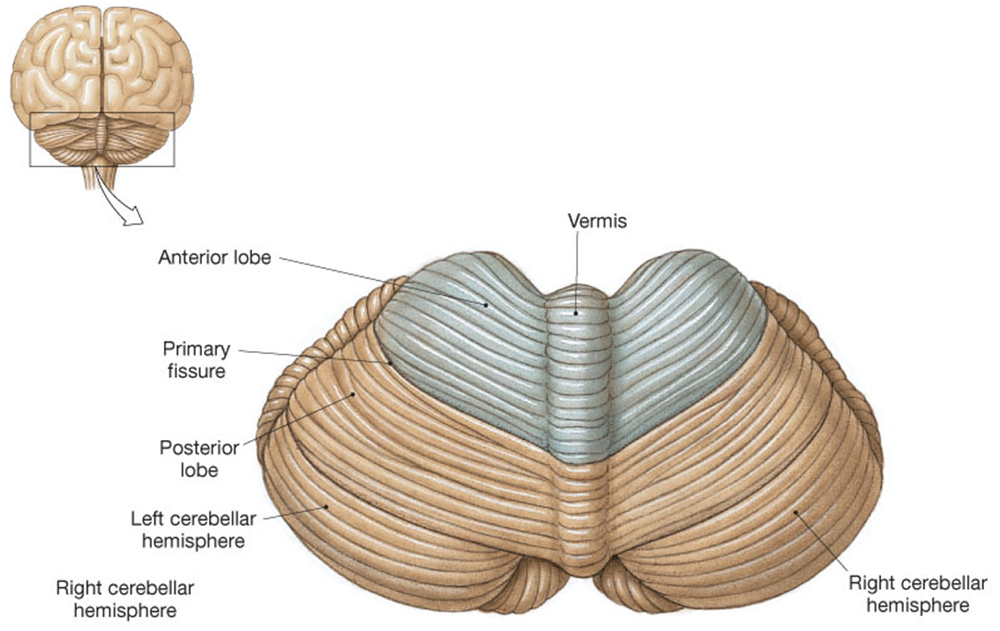 Vermis
Anterior lobe
Primary
fissure
Posterior
lobe
Left cerebellar
hemisphere
Right cerebellar
hemisphere
Right cerebellar
hemisphere